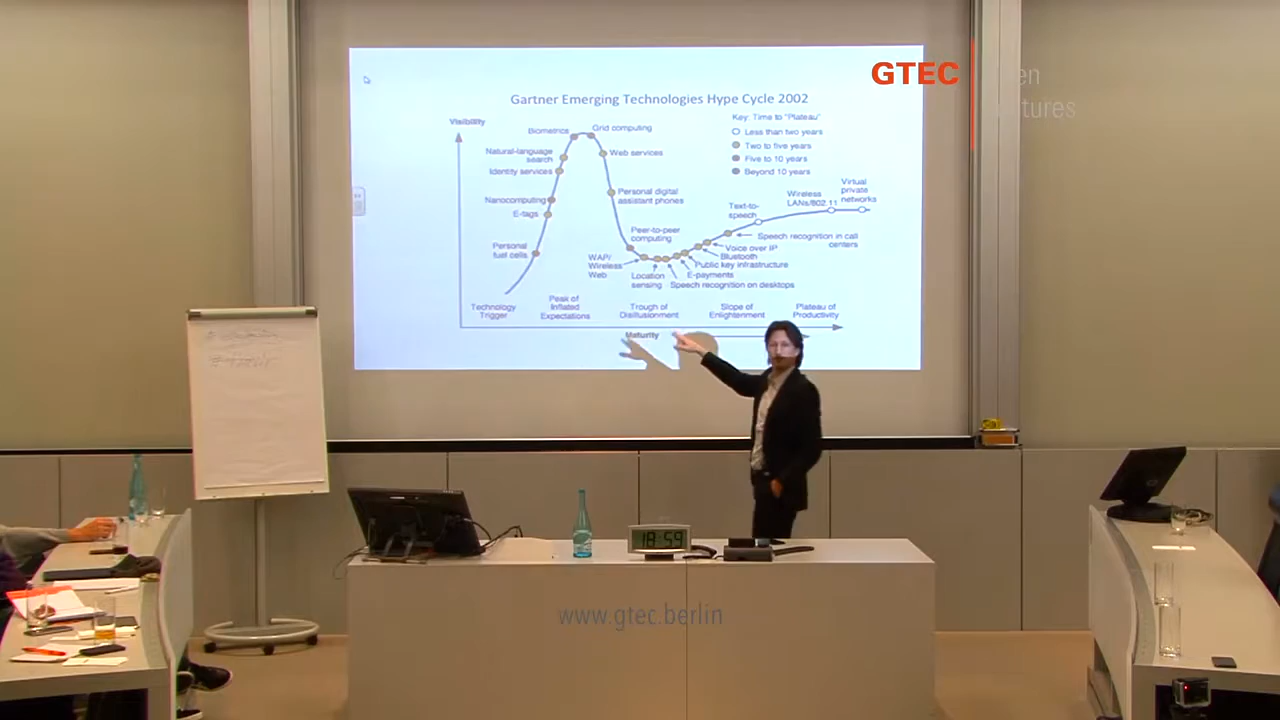 GTEC
en
tures
Gartner Emerging Technologies Hype Cycle 2002
Visibility
Key: Time to "Plateau"
Less than two years
Two to five years
Five to 10 years
Beyond 10 years
Biometrics
Grid computing
Natural-language
search
Web services
Identity services
Nanocomputing
E-tags
Personal digital
assistant phones
Personal
fuel cells
Peer-to-peer
computing
WAP/
Wireless
Web
Location
sensing
Speech recognition on desktops
E-payments
Public key infrastructure
Bluetooth
Voice over IP
Speech recognition in call
centers
Text-to-
speech
Wireless
LANs/802.11
Virtual
private
networks
Technology
Trigger
Peak of
Inflated
Expectations
Trough of
Disillusionment
Slope of
Enlightenment
Plateau of
Productivity
Maturity
18:59
www.gtec.berlin